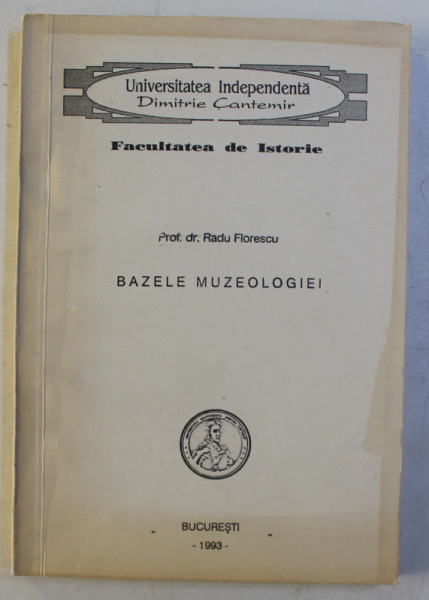 Universitatea Independentă
Dimitrie Cantemir
Facultatea de Istorie
Prof. dr. Radu Florescu
BAZELE MUZEOLOGIEI
BUCUREŞTI
- 1993 -